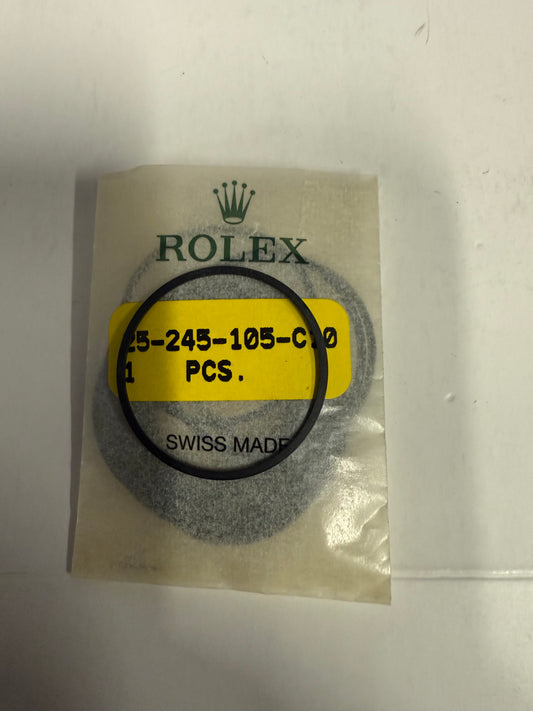 ROLEX
25-245-105-C10
1 PCS.
SWISS MADE